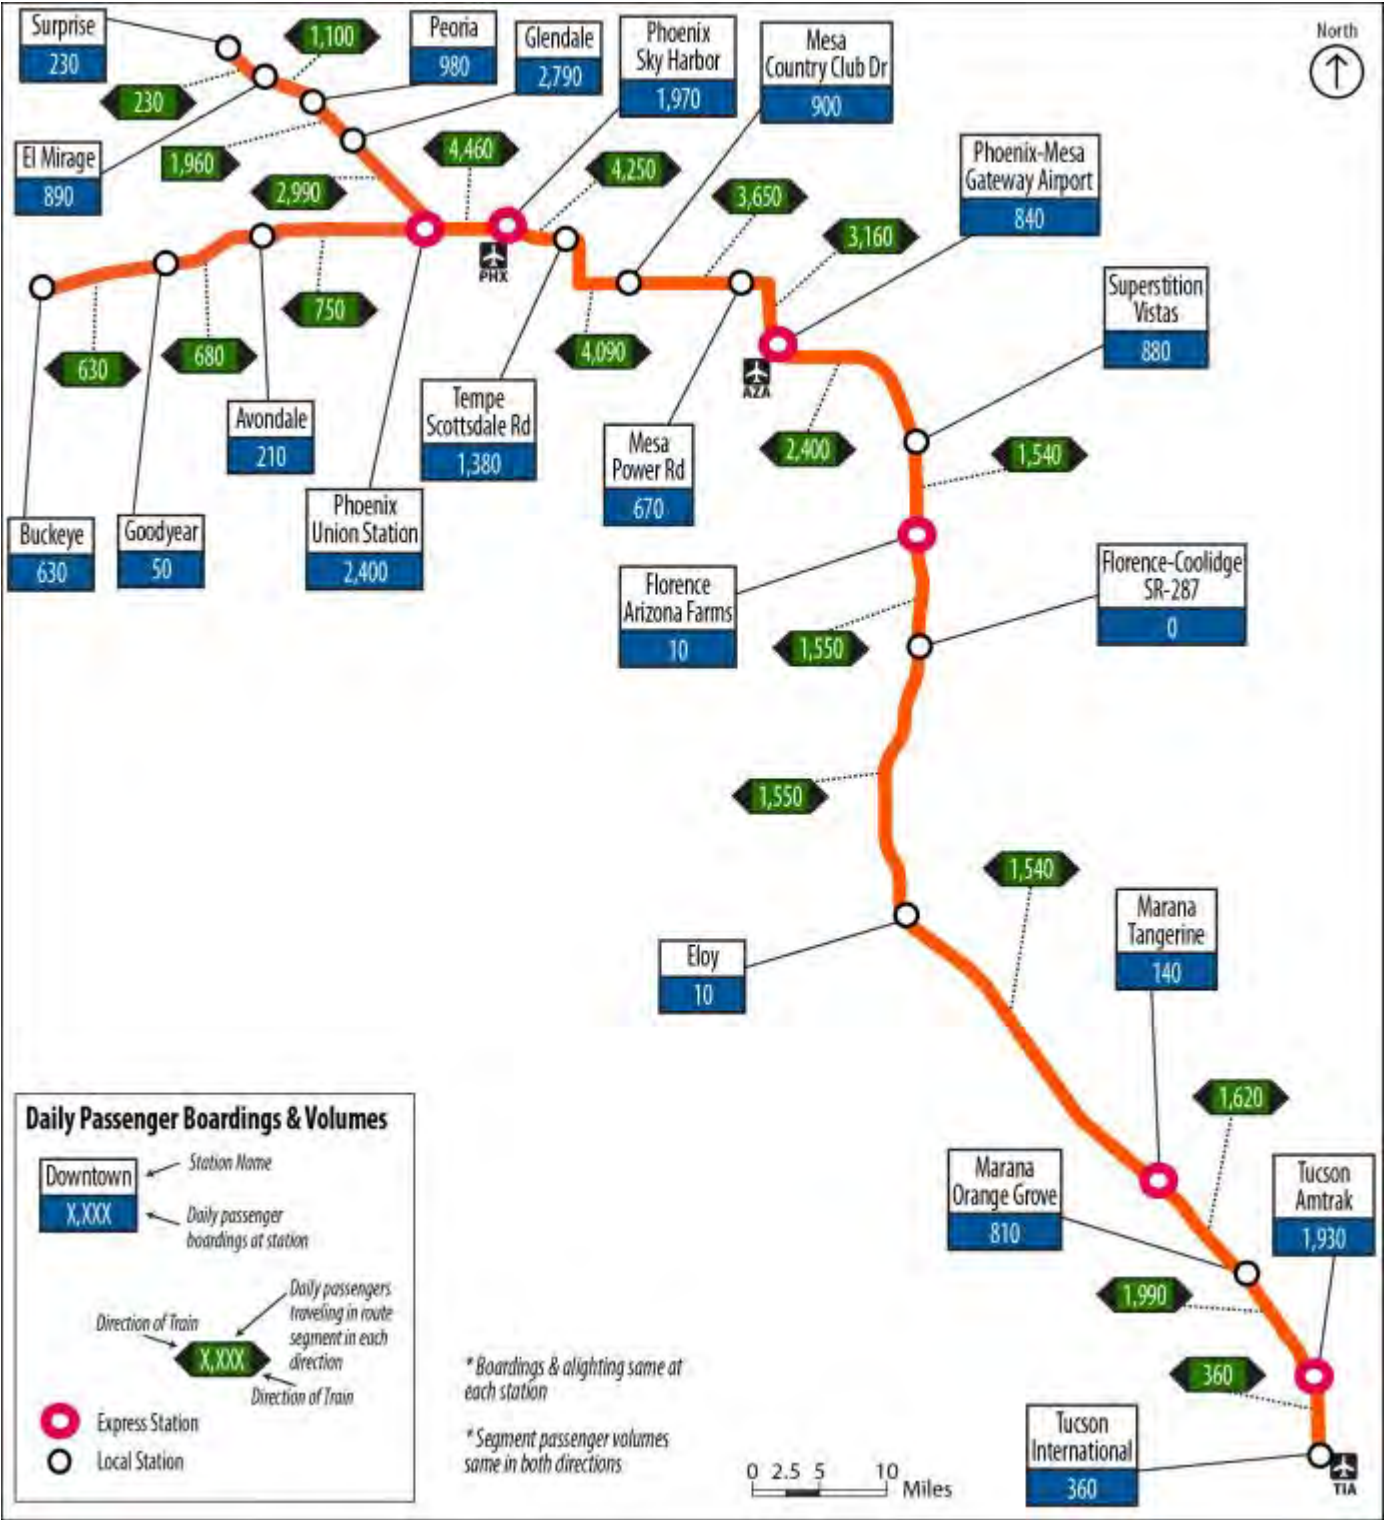 Surprise
230
1,100
Peoria
980
Glendale
2,790
Phoenix
Sky Harbor
1,970
Mesa
Country Club Dr
900
North
230
El Mirage
890
1,960
2,990
4,460
4,250
3,650
3,160
Phoenix-Mesa
Gateway Airport
840
PHX
750
630
680
4,090
AZA
Superstition
Vistas
880
Avondale
210
Tempe
Scottsdale Rd
1,380
Mesa
Power Rd
670
2,400
1,540
Buckeye
630
Goodyear
50
Phoenix
Union Station
2,400
Florence
Arizona Farms
10
Florence-Coolidge
SR-287
0
1,550
1,550
1,540
Eloy
10
Marana
Tangerine
140
1,620
Marana
Orange Grove
810
Tucson
Amtrak
1,930
1,990
360
Tucson
International
360
TIA
Daily Passenger Boardings & Volumes
Downtown
X,XXX
Station Name
Daily passenger
boardings at station
Direction of Train
X,XXX
Daily passengers
traveling in route
segment in each
direction
Direction of Train
Express Station
Local Station
* Boardings & alighting same at
each station
* Segment passenger volumes
same in both directions
0 2.5 5 10
Miles